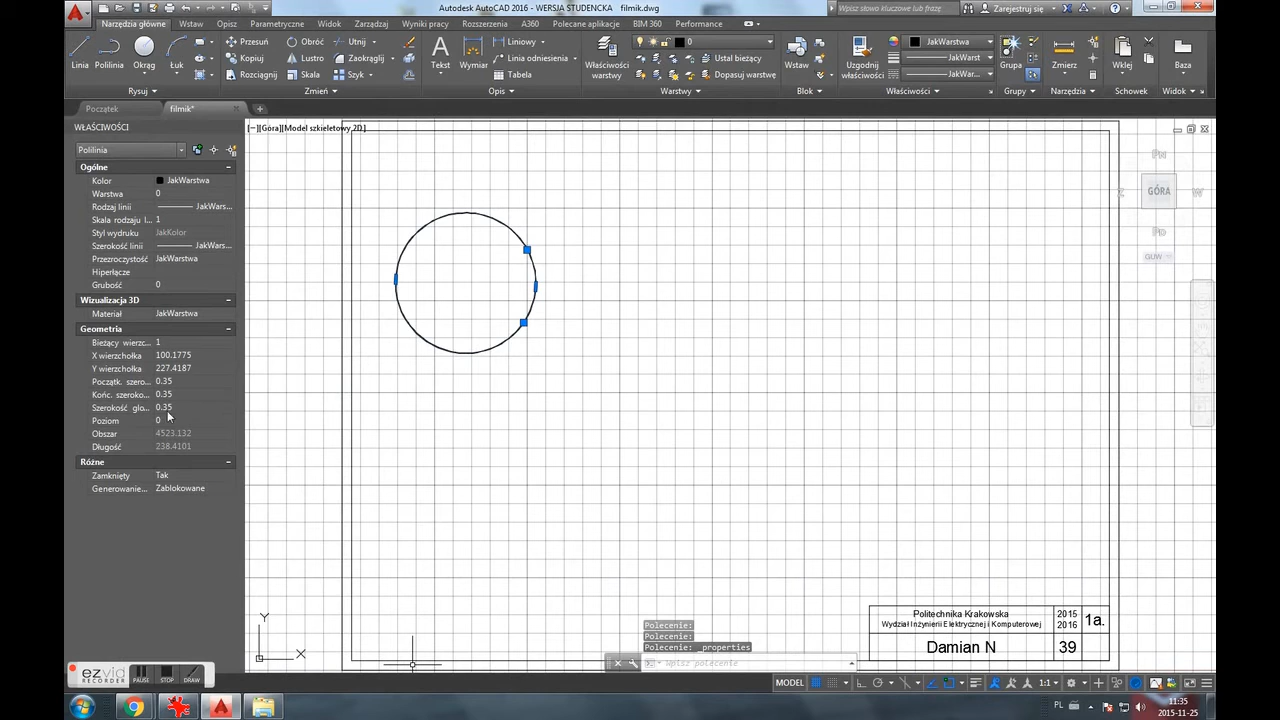 Autodesk AutoCAD 2016 - WERSJA STUDENCKA filmik.dwg
Wpisz słowo kluczowe lub frazę
Zarejestruj się
Narzędzia główne Wstaw Opisz Parametryczne Widok Zarządzaj Wyniki pracy Rozszerzenia A360 Polecane aplikacje BIM 360 Performance
Linia Polilinia Okrąg Łuk
Przesuń Obróć Utnij
Kopiuj Lustro Zaokrąglij
Rozciągnij Skala Szyk
Tekst Wymiar
Liniowy
Linia odniesienia
Tabela
Właściwości warstwy
0
Ustal bieżący
Dopasuj warstwę
Wstaw
Uzgodnij właściwości
JakWarstwa
JakWarst
JakWar...
Grupa Zmierz Wklej Baza
Rysuj Zmień Opis Warstwy Blok Właściwości Grupy Narzędzia Schowek Widok
Początek filmik*
WŁAŚCIWOŚCI
[−][Góra][Model szkieletowy 2D]
Polilinia
Ogólne
Kolor JakWarstwa
Warstwa 0
Rodzaj linii JakWars...
Skala rodzaju l... 1
Styl wydruku JakKolor
Szerokość linii JakWars...
Przezroczystość JakWarstwa
Hiperłącze
Grubość 0
Wizualizacja 3D
Materiał JakWarstwa
Geometria
Bieżący wierzc... 1
X wierzchołka 100.1775
Y wierzchołka 227.4187
Początk. szero... 0.35
Końc. szeroko... 0.35
Szerokość glo... 0.35
Poziom 0
Obszar 4523.132
Długość 238.4101
Różne
Zamknięty Tak
Generowanie... Zablokowane
PN
Z GÓRA W
PD
GUW
Y
X
Politechnika Krakowska
Wydział Inżynierii Elektrycznej i Komputerowej
2015
2016
1a.
Damian N
39
Polecenie:
Polecenie:
Polecenie: _properties
Wpisz polecenie
ezvid
RECORDER
PAUSE STOP DRAW
MODEL 1:1
PL 11:35
2015-11-25